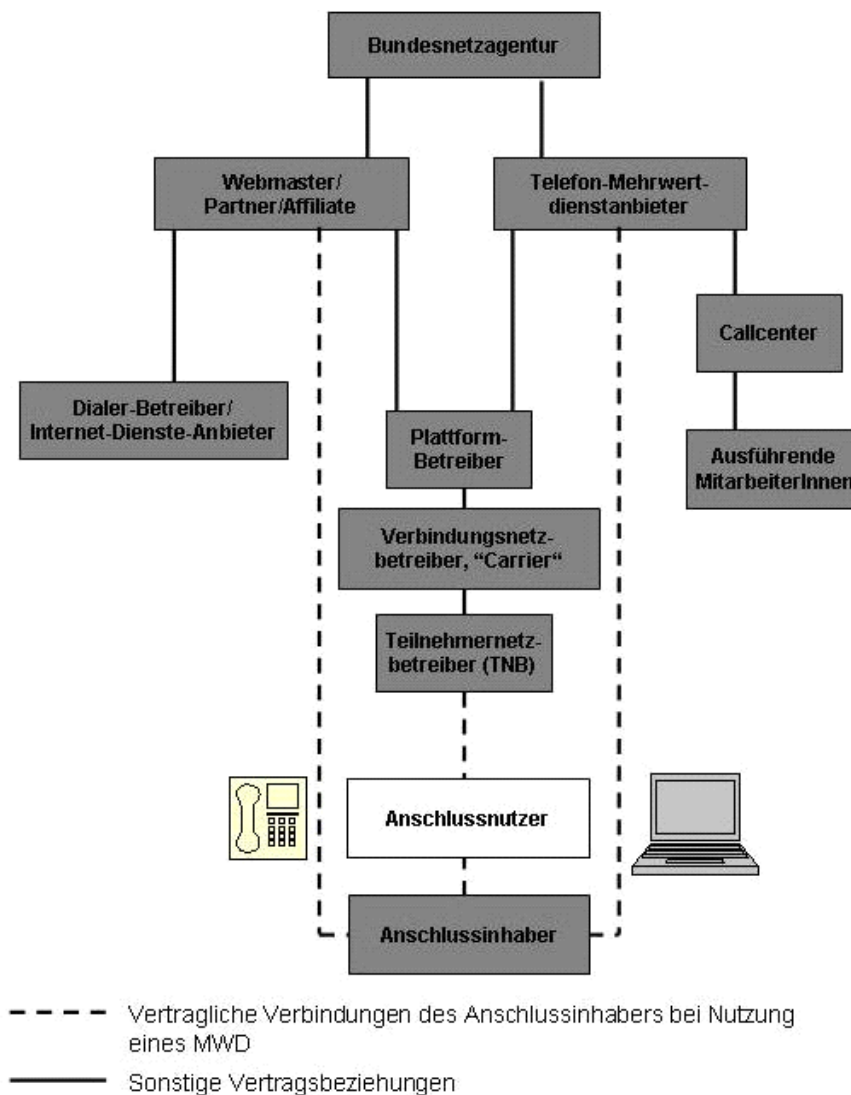 Bundesnetzagentur
Webmaster/
Partner/Affiliate
Telefon-Mehrwert-
dienstanbieter
Callcenter
Dialer-Betreiber/
Internet-Dienste-Anbieter
Plattform-
Betreiber
Ausführende
MitarbeiterInnen
Verbindungsnetz-
betreiber, “Carrier“
Teilnehmernetz-
betreiber (TNB)
Anschlussnutzer
Anschlussinhaber
Vertragliche Verbindungen des Anschlussinhabers bei Nutzung
eines MWD
Sonstige Vertragsbeziehungen